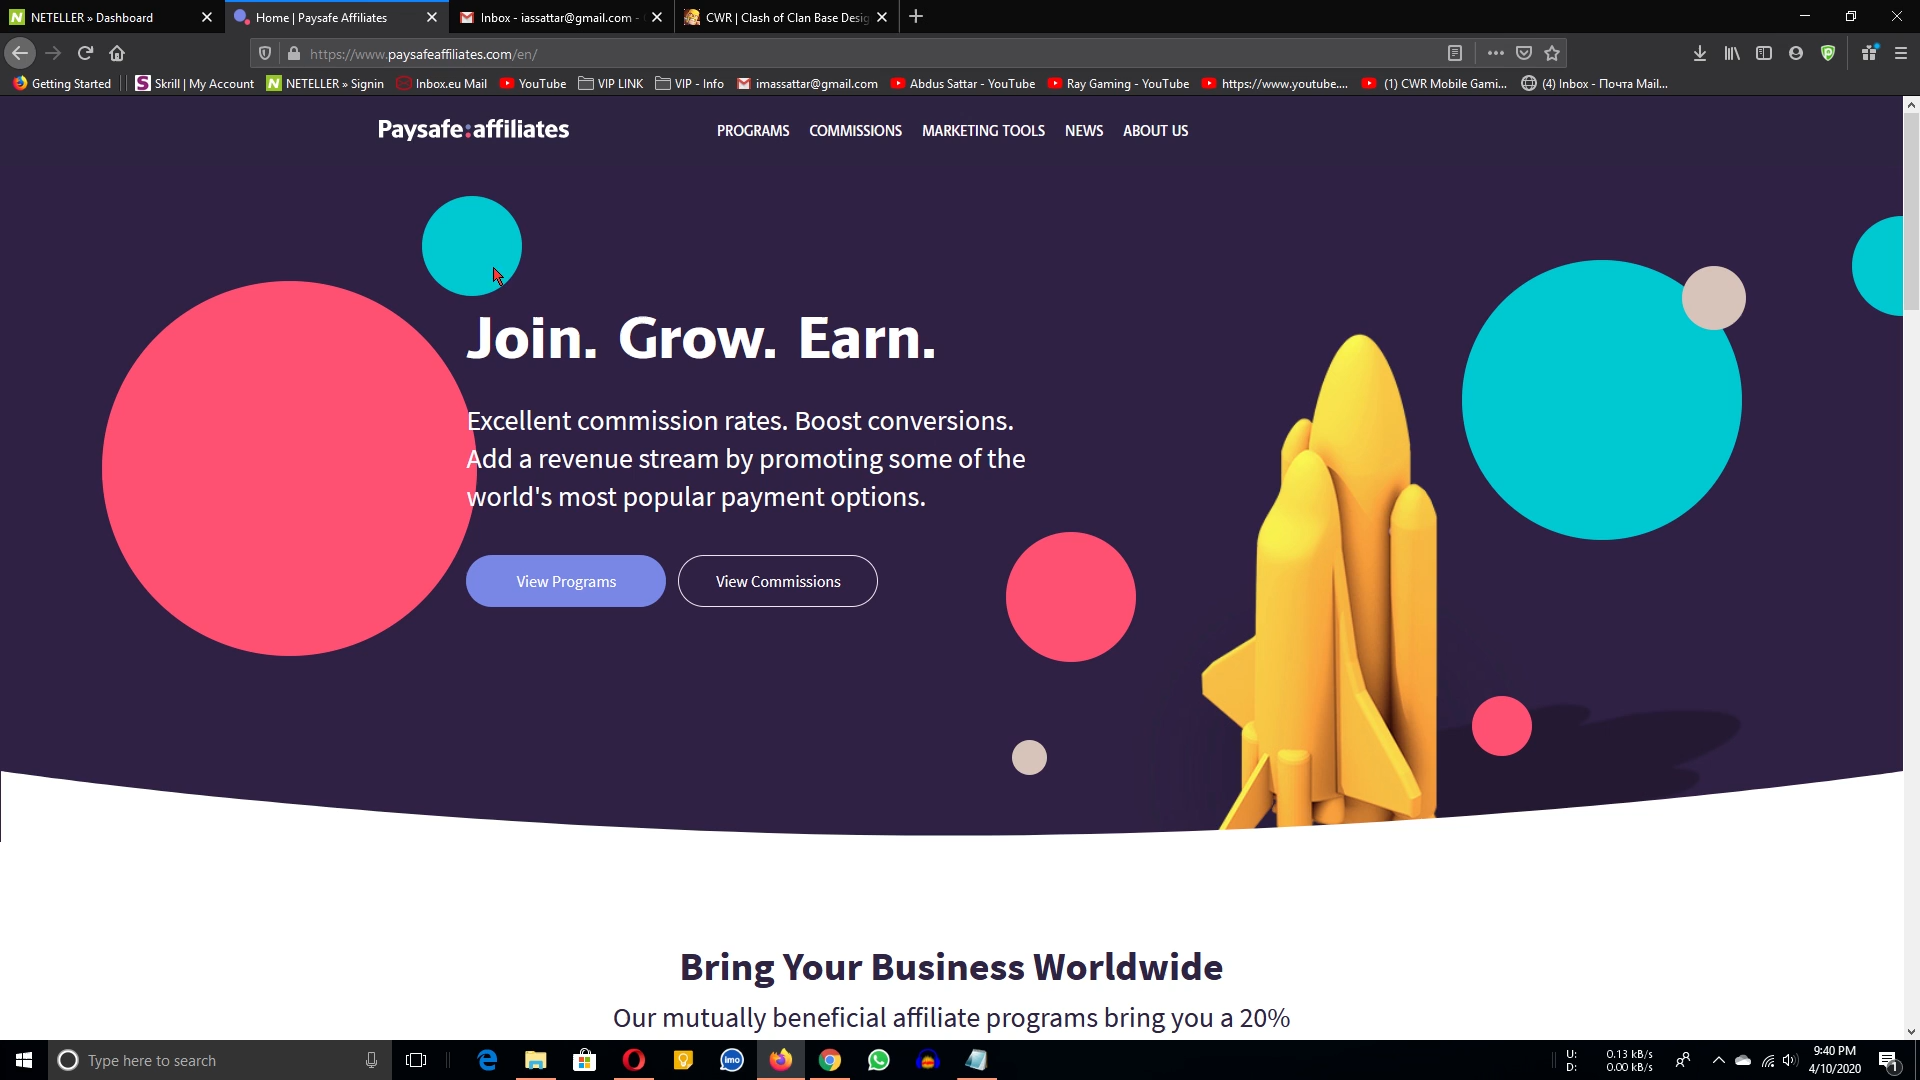 NETELLER » Dashboard
Home | Paysafe Affiliates
Inbox - iassattar@gmail.com -
CWR | Clash of Clan Base Desig
https://www.paysafeaffiliates.com/en/
Getting Started
Skrill | My Account
NETELLER » Signin
Inbox.eu Mail
YouTube
VIP LINK
VIP - Info
imassattar@gmail.com
Abdus Sattar - YouTube
Ray Gaming - YouTube
https://www.youtube....
(1) CWR Mobile Gami...
(4) Inbox - Почта Mail...
Paysafe:affiliates
PROGRAMS
COMMISSIONS
MARKETING TOOLS
NEWS
ABOUT US
Join. Grow. Earn.
Excellent commission rates. Boost conversions.
Add a revenue stream by promoting some of the
world's most popular payment options.
View Programs
View Commissions
Bring Your Business Worldwide
Our mutually beneficial affiliate programs bring you a 20%
Type here to search
imo
U: 0.13 kB/s
D: 0.00 kB/s
9:40 PM
4/10/2020
1